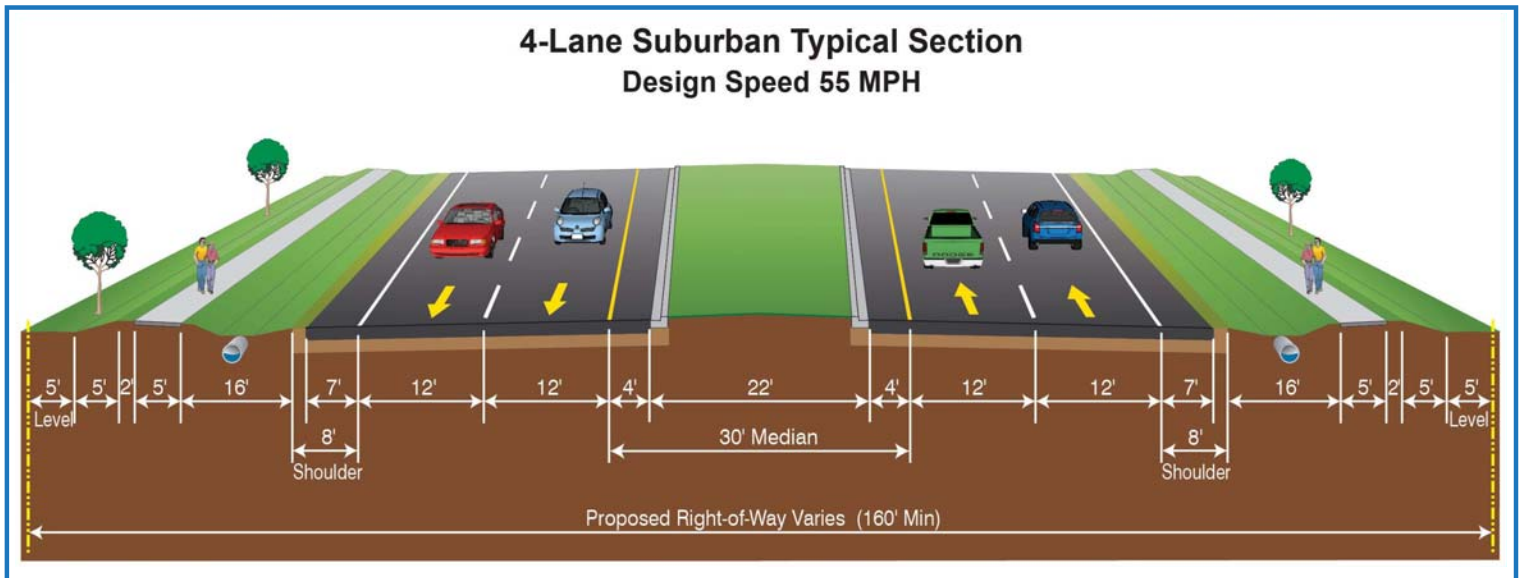 4-Lane Suburban Typical Section
Design Speed 55 MPH
5' 5' 2' 5' 16' 7' 12' 12' 4' 22' 4' 12' 12' 7' 16' 5' 2' 5' 5'
Level Level
8' 30' Median 8'
Shoulder Shoulder
Proposed Right-of-Way Varies (160' Min)